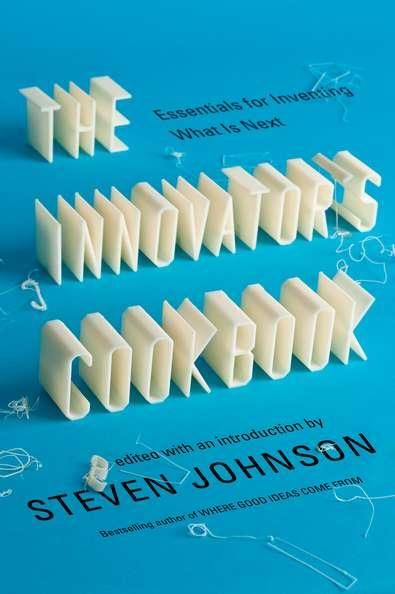 THE
Essentials for Inventing
What Is Next
INNOVATOR'S
COOKBOOK
edited with an introduction by
STEVEN JOHNSON
Bestselling author of WHERE GOOD IDEAS COME FROM